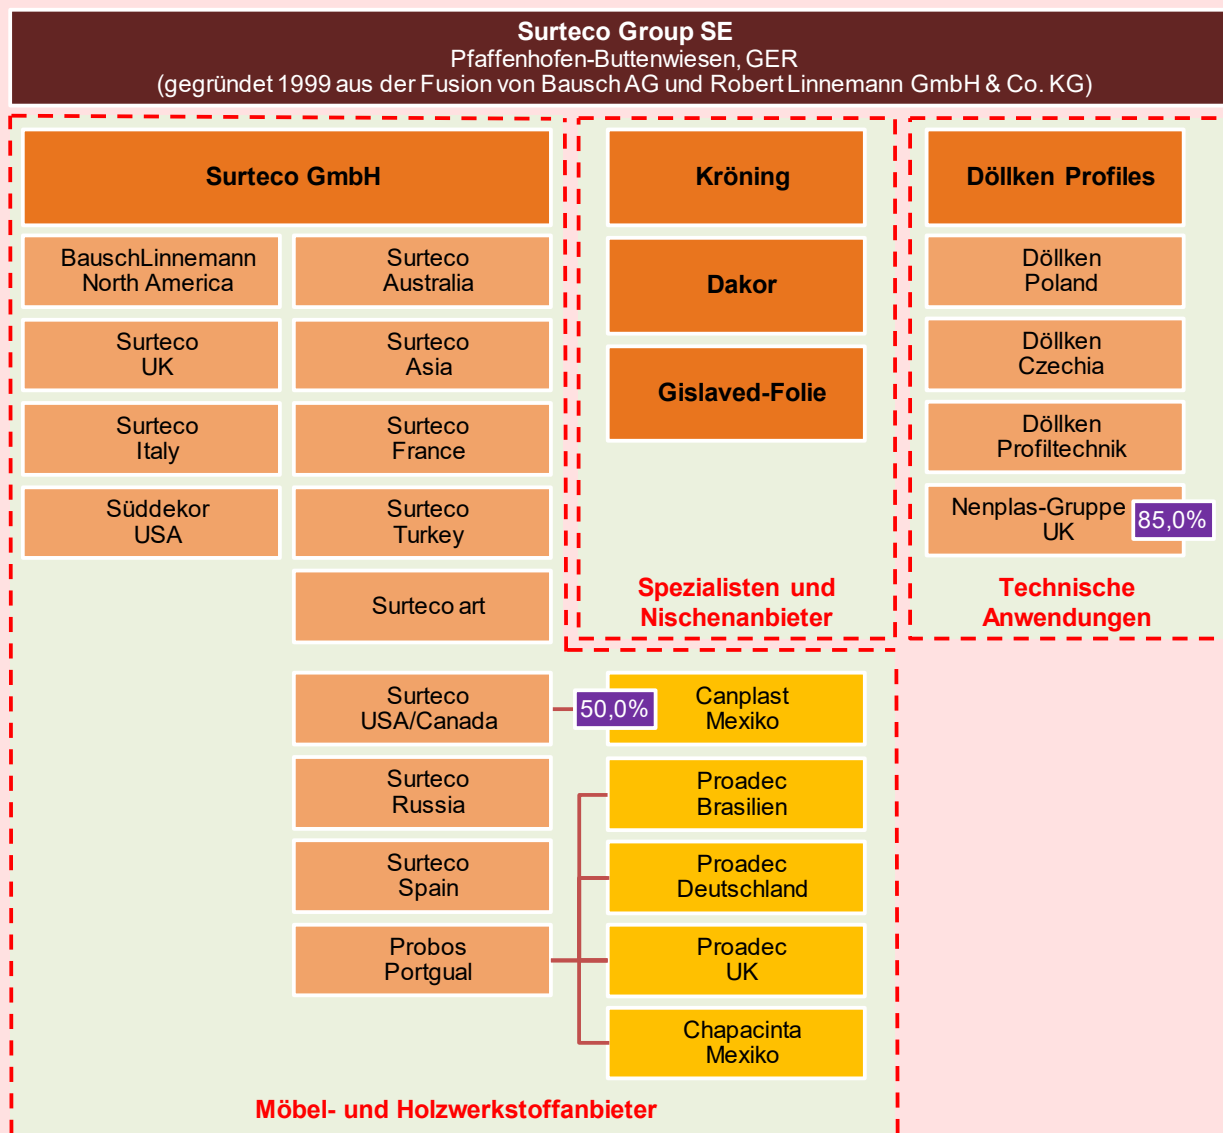 Surteco Group SE
Pfaffenhofen-Buttenwiesen, GER
(gegründet 1999 aus der Fusion von Bausch AG und Robert Linnemann GmbH & Co. KG)
Surteco GmbH
BauschLinnemann
North America
Surteco
Australia
Surteco
UK
Surteco
Asia
Surteco
Italy
Surteco
France
Süddekor
USA
Surteco
Turkey
Surteco art
Kröning
Dakor
Gislaved-Folie
Spezialisten und
Nischenanbieter
Döllken Profiles
Döllken
Poland
Döllken
Czechia
Döllken
Profiltechnik
Nenplas-Gruppe
UK
85,0%
Technische
Anwendungen
Surteco
USA/Canada
50,0%
Canplast
Mexiko
Surteco
Russia
Proadec
Brasilien
Surteco
Spain
Proadec
Deutschland
Probos
Portgual
Proadec
UK
Chapacinta
Mexiko
Möbel- und Holzwerkstoffanbieter